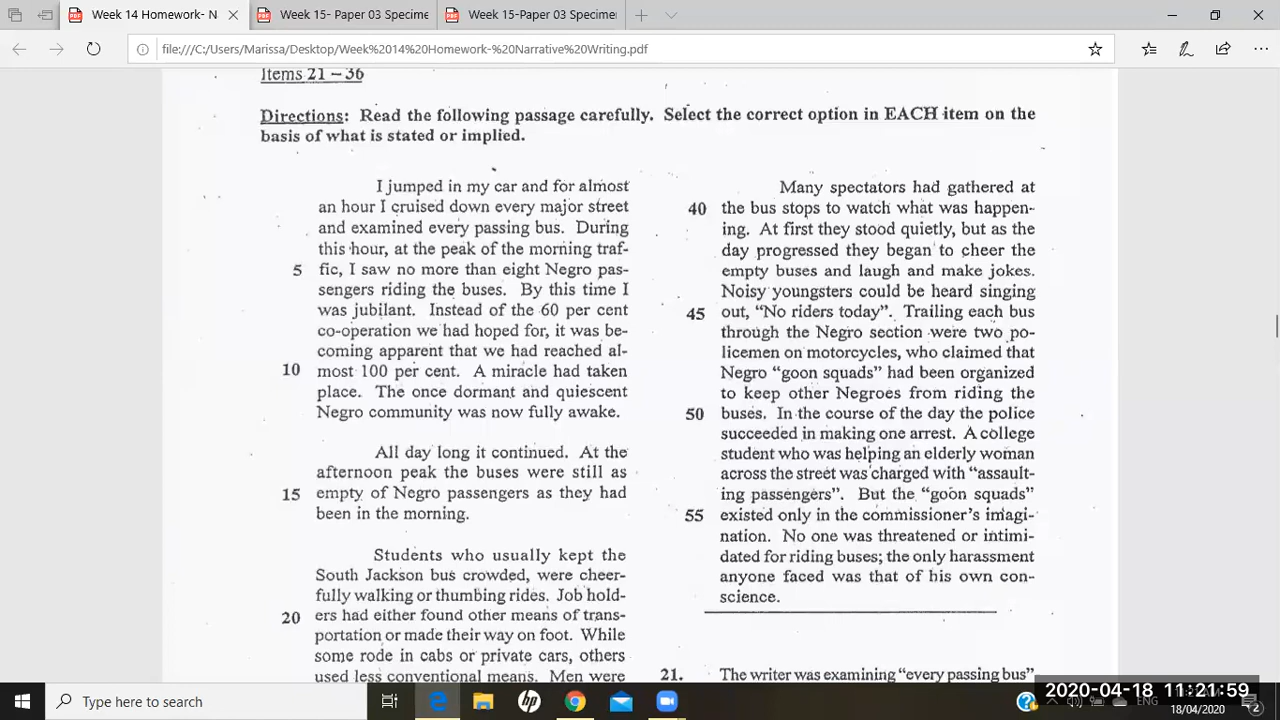 Week 14 Homework- N
Week 15- Paper 03 Specime
Week 15-Paper 03 Specime
file:///C:/Users/Marissa/Desktop/Week%2014%20Homework-%20Narrative%20Writing.pdf
Items 21 – 36
Directions: Read the following passage carefully. Select the correct option in EACH item on the
basis of what is stated or implied.
I jumped in my car and for almost
an hour I cruised down every major street
and examined every passing bus. During
this hour, at the peak of the morning traf-
5 fic, I saw no more than eight Negro pas-
sengers riding the buses. By this time I
was jubilant. Instead of the 60 per cent
co-operation we had hoped for, it was be-
coming apparent that we had reached al-
10 most 100 per cent. A miracle had taken
place. The once dormant and quiescent
Negro community was now fully awake.
All day long it continued. At the
afternoon peak the buses were still as
15 empty of Negro passengers as they had
been in the morning.
Students who usually kept the
South Jackson bus crowded, were cheer-
fully walking or thumbing rides. Job hold-
20 ers had either found other means of trans-
portation or made their way on foot. While
some rode in cabs or private cars, others
used less conventional means. Men were
Many spectators had gathered at
40 the bus stops to watch what was happen-
ing. At first they stood quietly, but as the
day progressed they began to cheer the
empty buses and laugh and make jokes.
Noisy youngsters could be heard singing
45 out, “No riders today”. Trailing each bus
through the Negro section were two po-
licemen on motorcycles, who claimed that
Negro “goon squads” had been organized
to keep other Negroes from riding the
50 buses. In the course of the day the police
succeeded in making one arrest. A college
student who was helping an elderly woman
across the street was charged with “assault-
ing passengers”. But the “goon squads”
55 existed only in the commissioner’s imagi-
nation. No one was threatened or intimi-
dated for riding buses; the only harassment
anyone faced was that of his own con-
science.
21. The writer was examining “every passing bus”
Type here to search
ENG
2020-04-18 11:21:59
18/04/2020